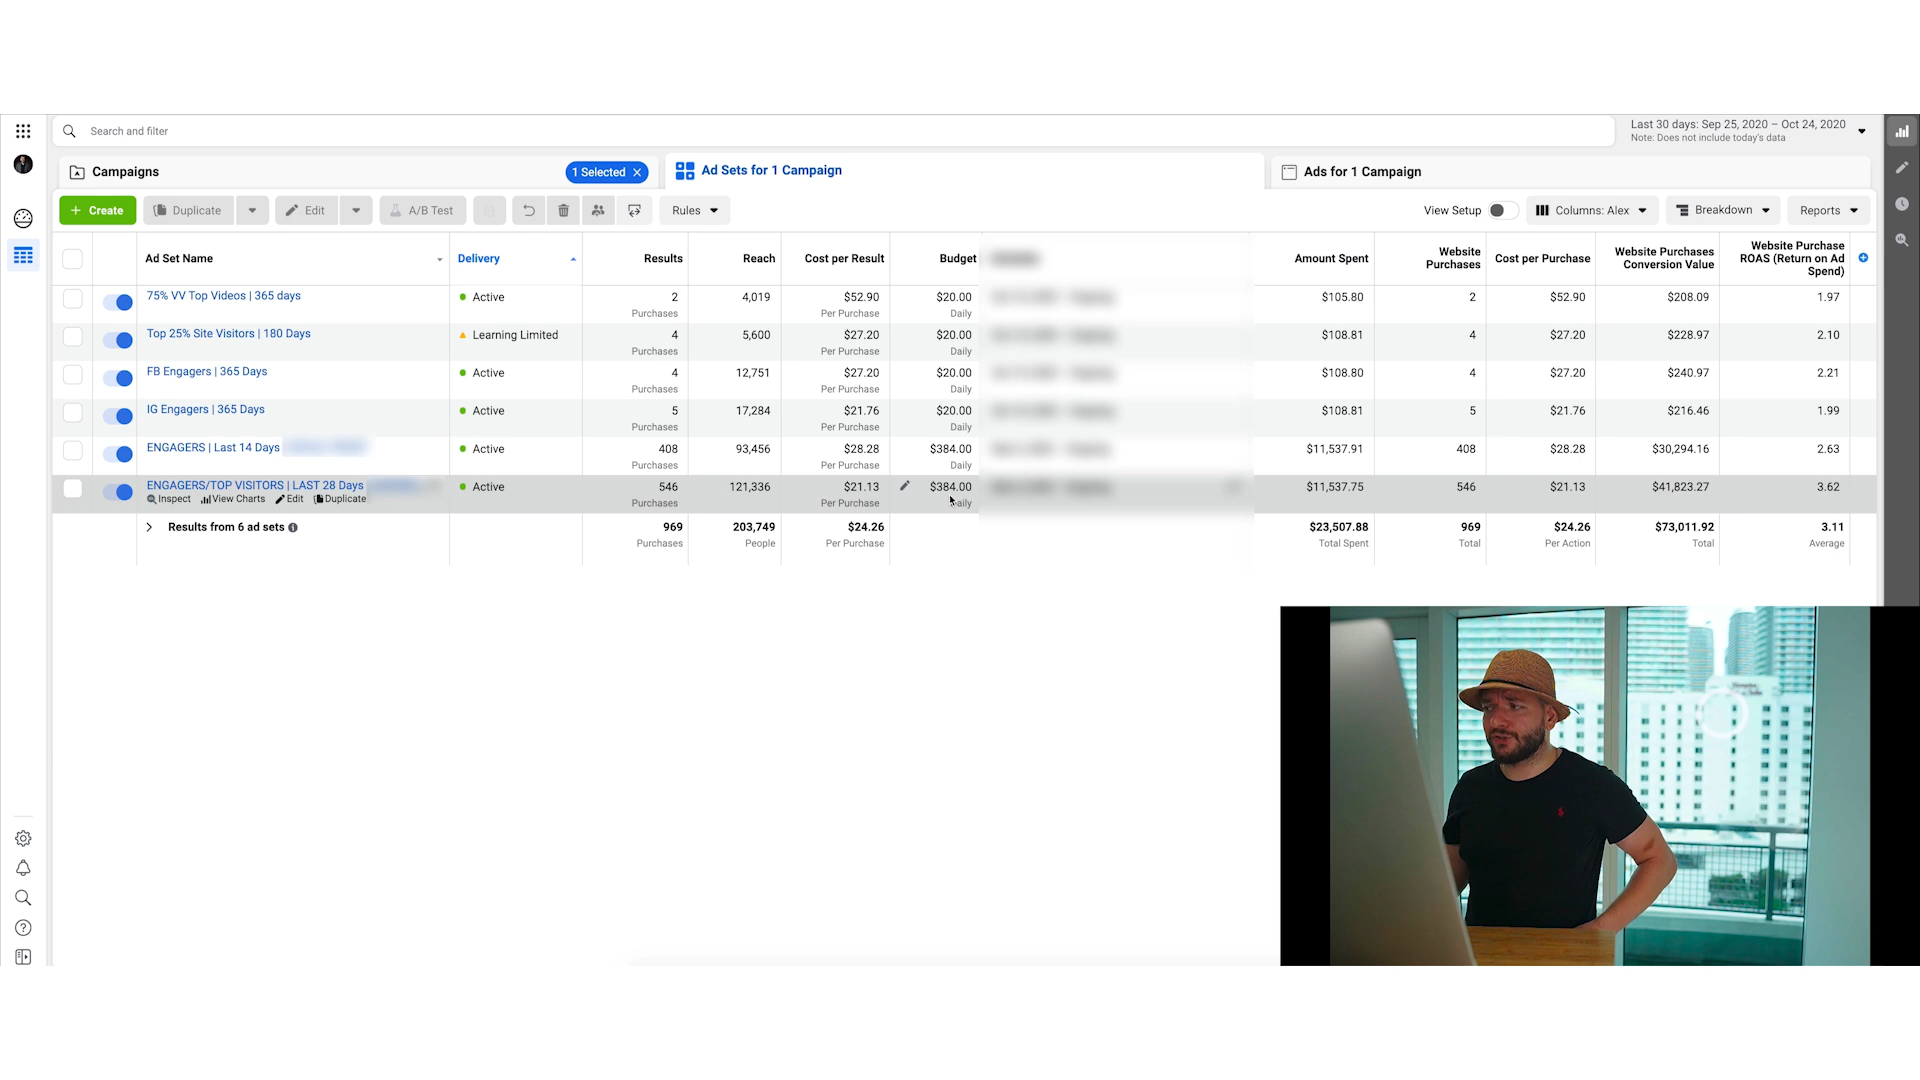 Search and filter
Last 30 days: Sep 25, 2020 – Oct 24, 2020
Note: Does not include today's data
Campaigns
1 Selected
Ad Sets for 1 Campaign
Ads for 1 Campaign
+ Create
Duplicate
Edit
A/B Test
Rules
View Setup
Columns: Alex
Breakdown
Reports
Ad Set Name
Delivery
Results
Reach
Cost per Result
Budget
Amount Spent
Website Purchases
Cost per Purchase
Website Purchases Conversion Value
Website Purchase ROAS (Return on Ad Spend)
75% VV Top Videos | 365 days
Active
2
Purchases
4,019
$52.90
Per Purchase
$20.00
Daily
$105.80
2
$52.90
$208.09
1.97
Top 25% Site Visitors | 180 Days
Learning Limited
4
Purchases
5,600
$27.20
Per Purchase
$20.00
Daily
$108.81
4
$27.20
$228.97
2.10
FB Engagers | 365 Days
Active
4
Purchases
12,751
$27.20
Per Purchase
$20.00
Daily
$108.80
4
$27.20
$240.97
2.21
IG Engagers | 365 Days
Active
5
Purchases
17,284
$21.76
Per Purchase
$20.00
Daily
$108.81
5
$21.76
$216.46
1.99
ENGAGERS | Last 14 Days
Active
408
Purchases
93,456
$28.28
Per Purchase
$384.00
Daily
$11,537.91
408
$28.28
$30,294.16
2.63
ENGAGERS/TOP VISITORS | LAST 28 Days
Inspect
View Charts
Edit
Duplicate
Active
546
Purchases
121,336
$21.13
Per Purchase
$384.00
Daily
$11,537.75
546
$21.13
$41,823.27
3.62
Results from 6 ad sets
969
Purchases
203,749
People
$24.26
Per Purchase
$23,507.88
Total Spent
969
Total
$24.26
Per Action
$73,011.92
Total
3.11
Average